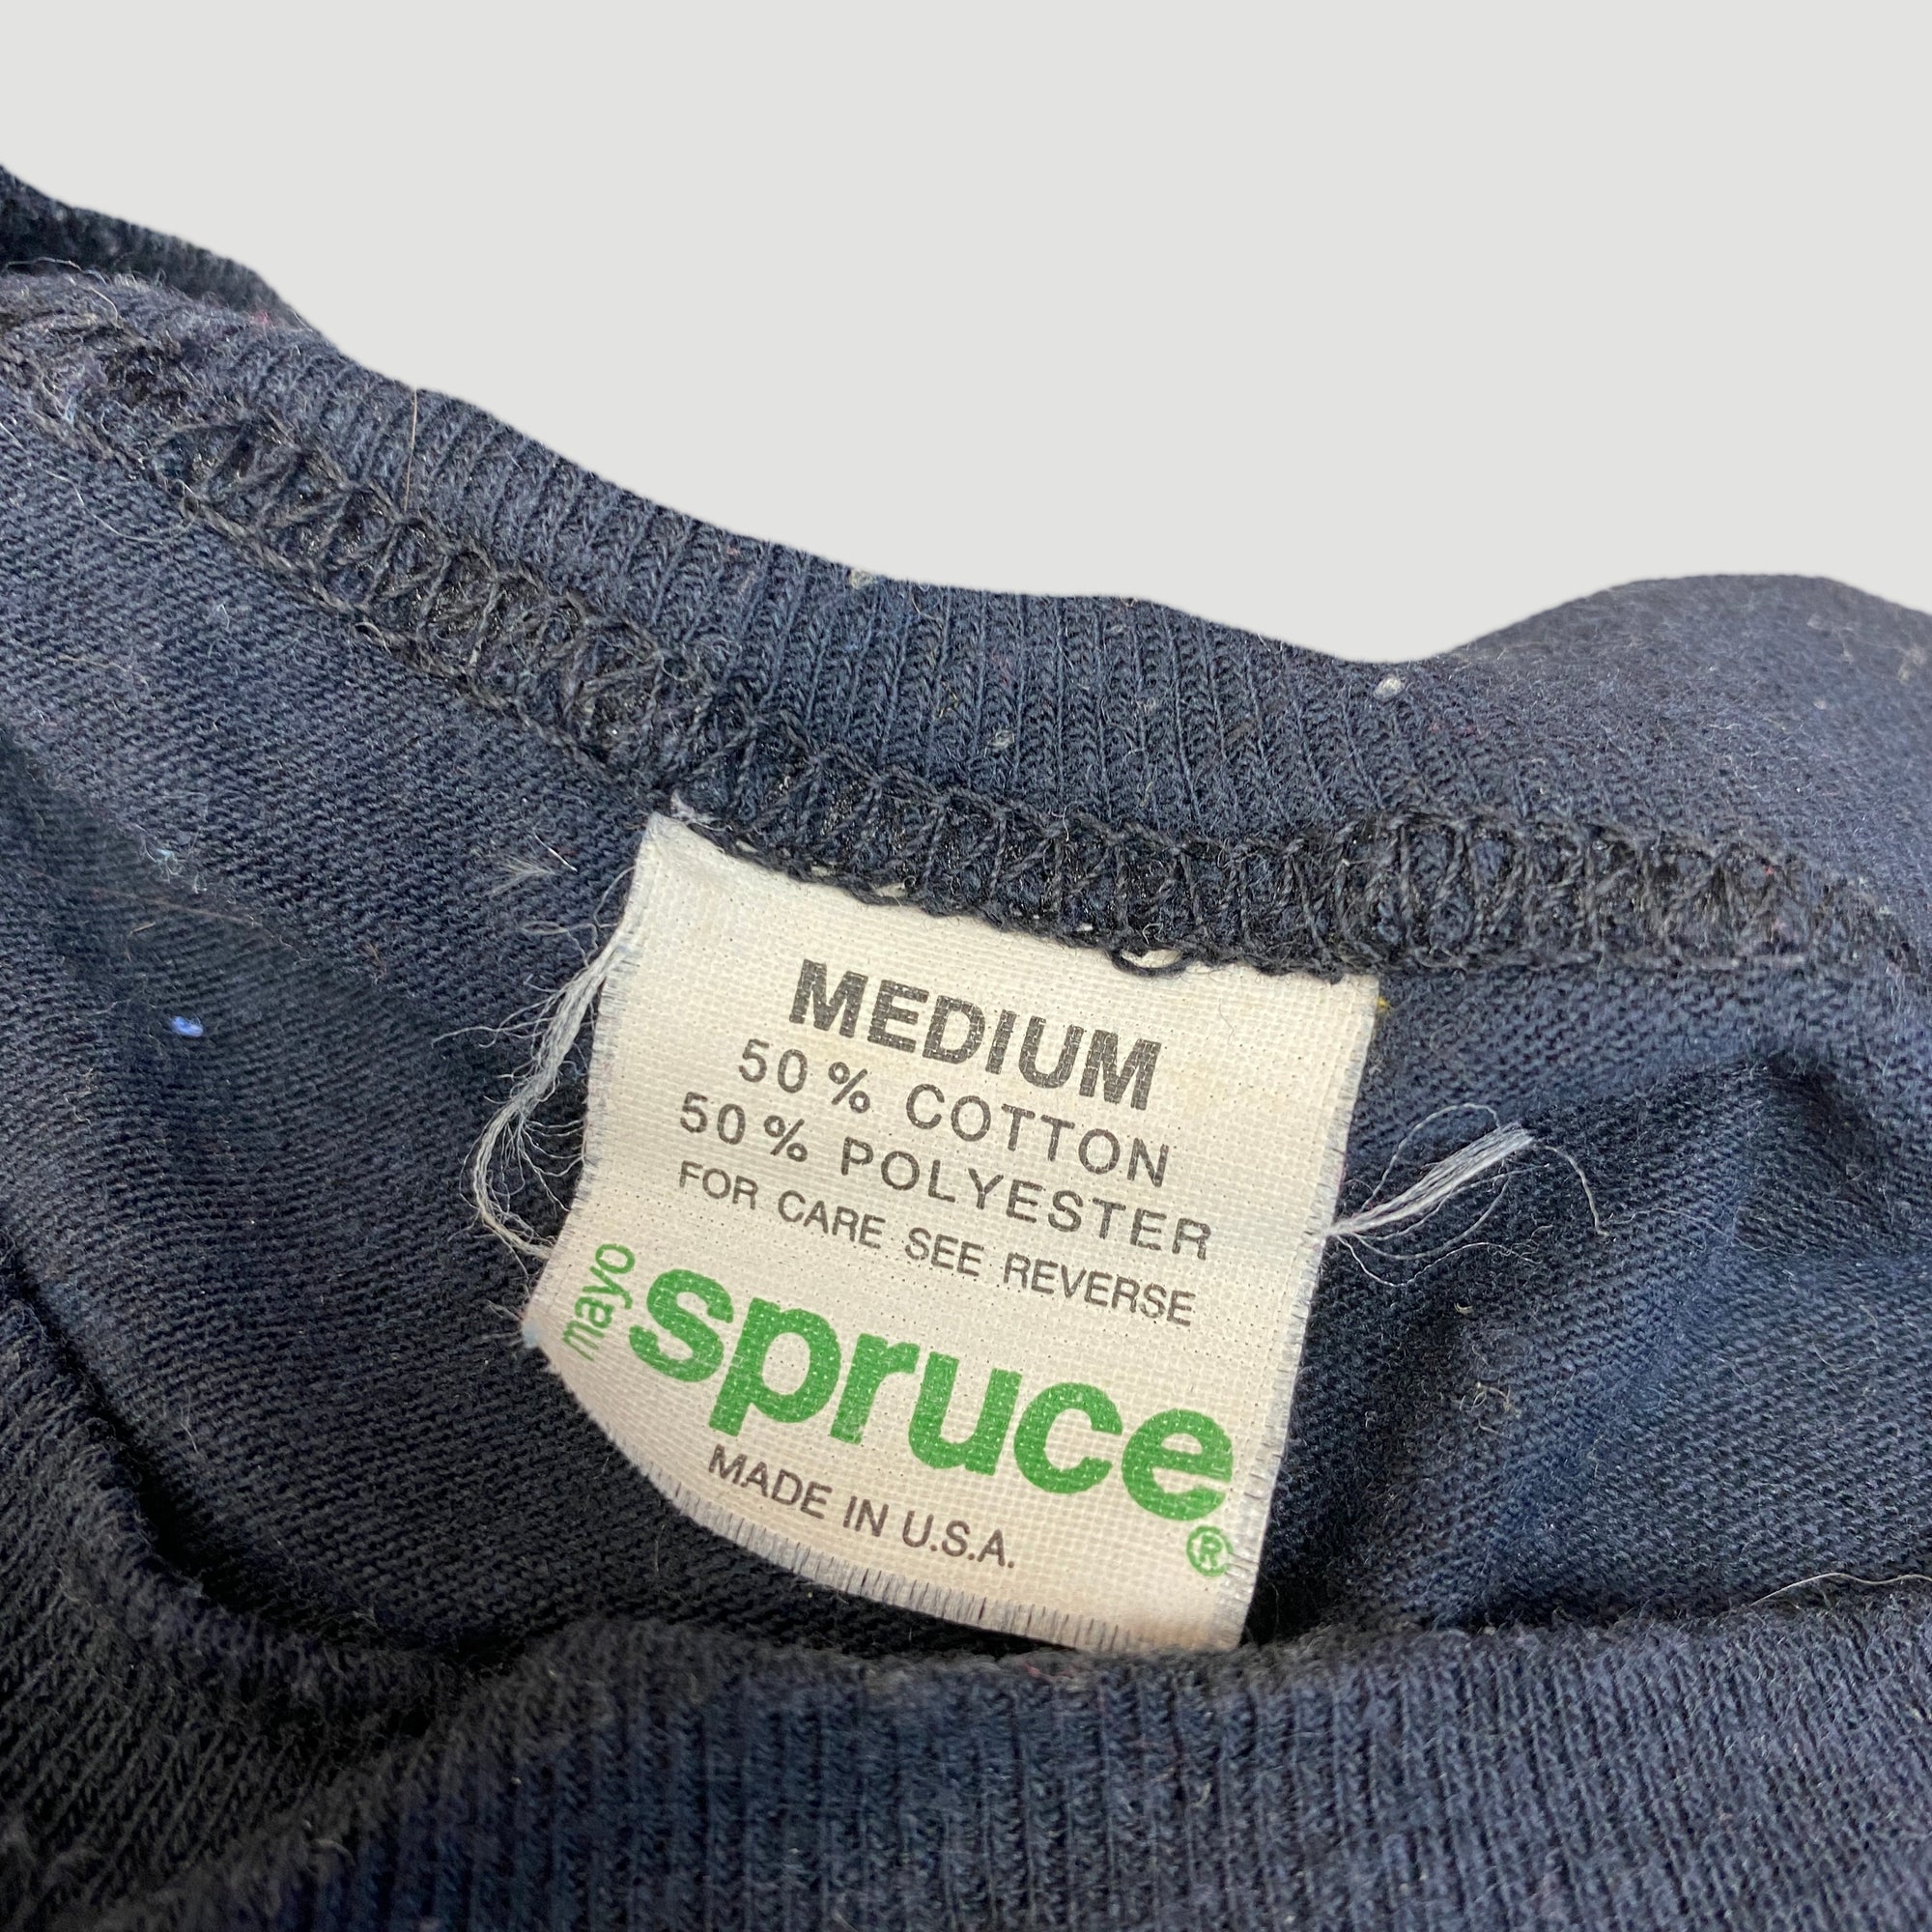 MEDIUM
50% COTTON
50% POLYESTER
FOR CARE SEE REVERSE
mayo
spruce®
MADE IN U.S.A.